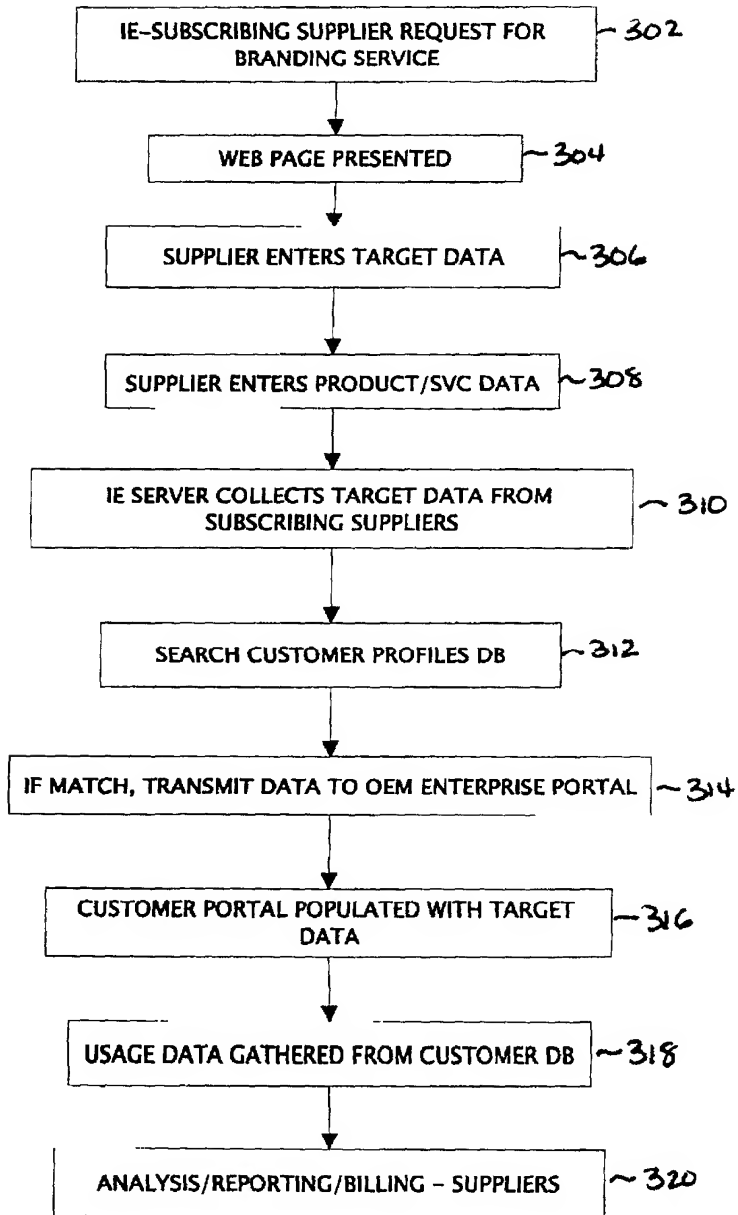 IE-SUBSCRIBING SUPPLIER REQUEST FOR
BRANDING SERVICE
302
WEB PAGE PRESENTED
304
SUPPLIER ENTERS TARGET DATA
306
SUPPLIER ENTERS PRODUCT/SVC DATA
308
IE SERVER COLLECTS TARGET DATA FROM
SUBSCRIBING SUPPLIERS
310
SEARCH CUSTOMER PROFILES DB
312
IF MATCH, TRANSMIT DATA TO OEM ENTERPRISE PORTAL
314
CUSTOMER PORTAL POPULATED WITH TARGET
DATA
316
USAGE DATA GATHERED FROM CUSTOMER DB
318
ANALYSIS/REPORTING/BILLING - SUPPLIERS
320